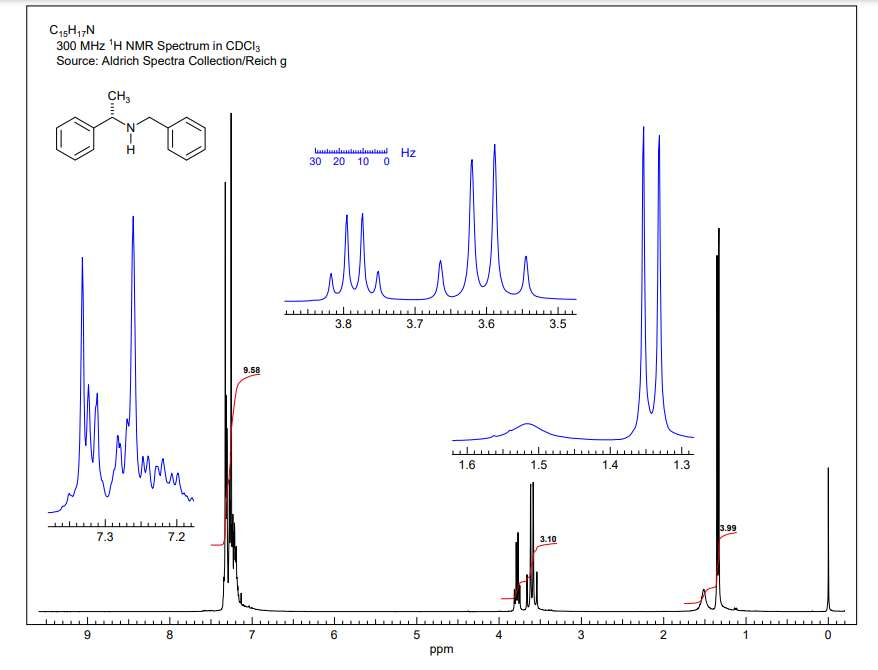 C₁₅H₁₇N
300 MHz ¹H NMR Spectrum in CDCl₃
Source: Aldrich Spectra Collection/Reich g
CH₃
N
H
30 20 10 0 Hz
9.58
3.8 3.7 3.6 3.5
1.6 1.5 1.4 1.3
7.3 7.2
3.10
3.99
9 8 7 6 5 4 3 2 1 0
ppm